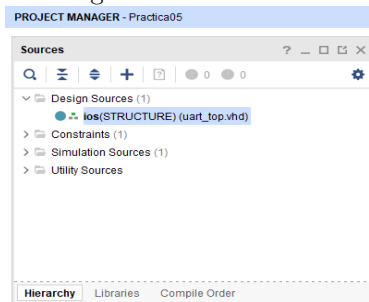 PROJECT MANAGER - Practica05
Sources
? _
0 0
Design Sources (1)
ios(STRUCTURE) (uart_top.vhd)
Constraints (1)
Simulation Sources (1)
Utility Sources
Hierarchy Libraries Compile Order